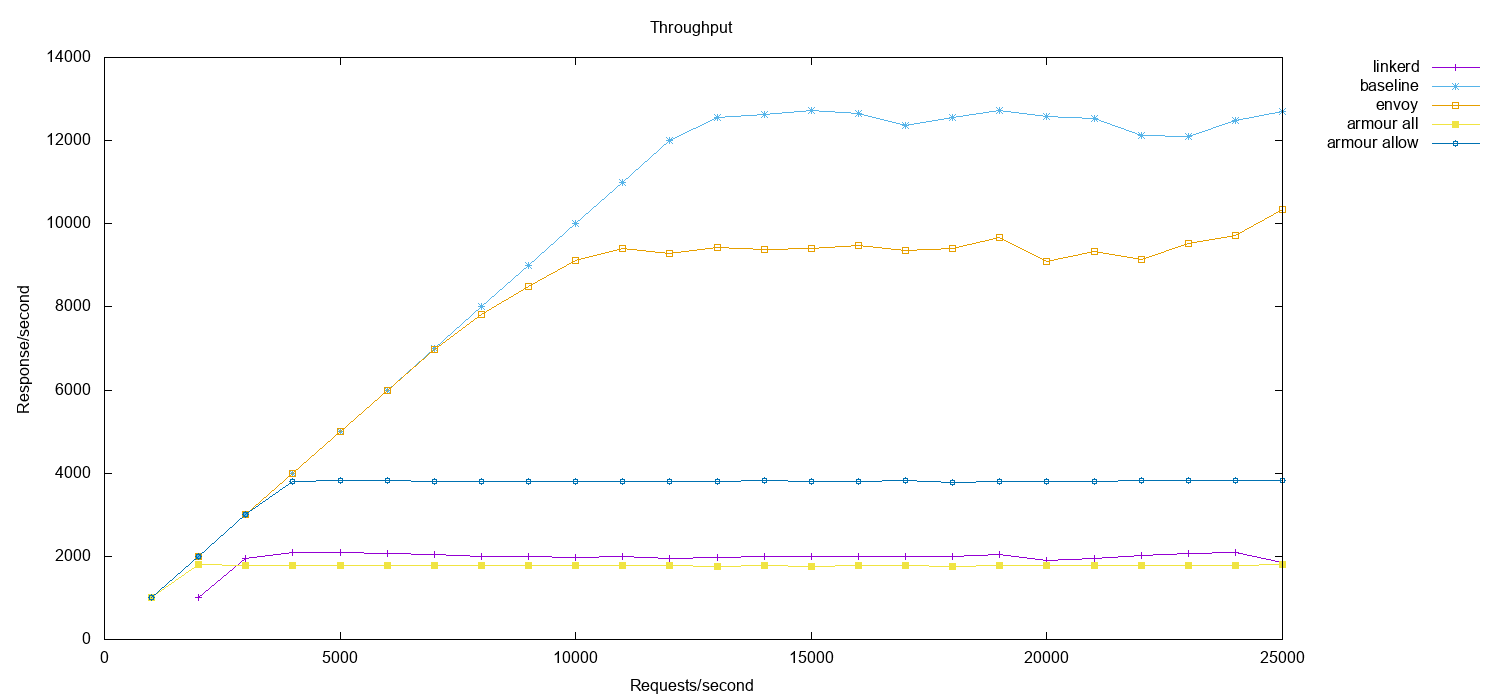 Throughput
14000
12000
10000
8000
6000
4000
2000
0
Response/second
0 5000 10000 15000 20000 25000
Requests/second
linkerd
baseline
envoy
armour all
armour allow